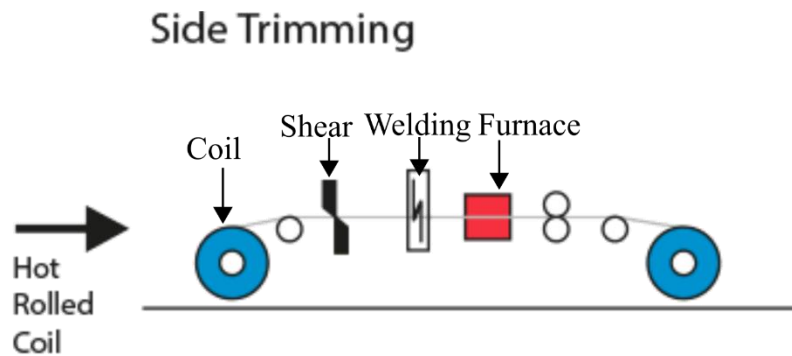 Side Trimming
Shear Welding Furnace
Coil
Hot
Rolled
Coil